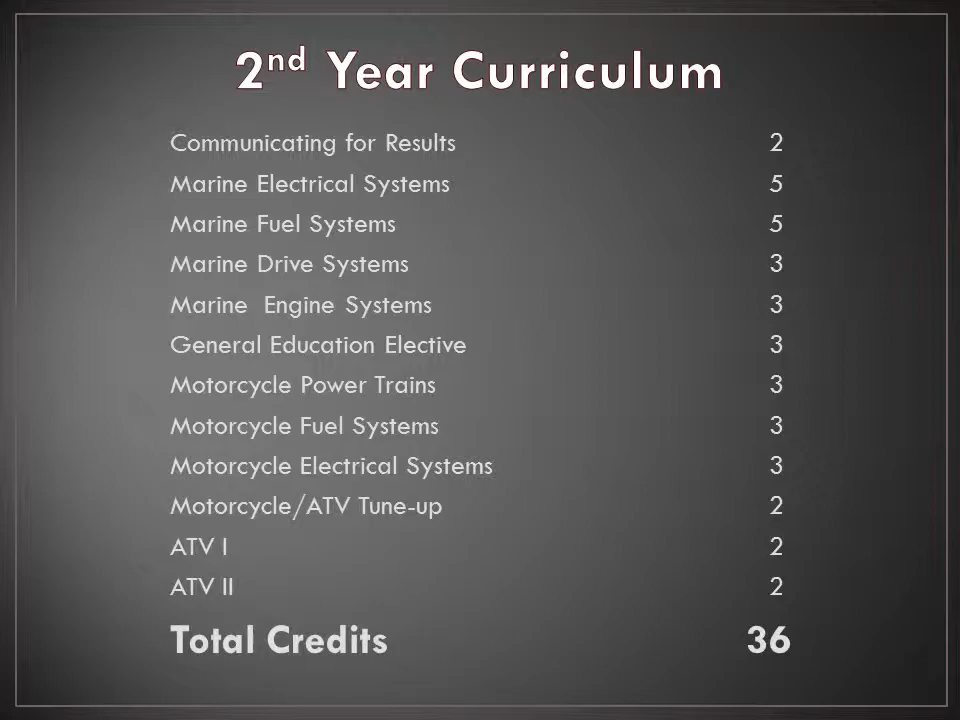 2nd Year Curriculum
Communicating for Results 2
Marine Electrical Systems 5
Marine Fuel Systems 5
Marine Drive Systems 3
Marine Engine Systems 3
General Education Elective 3
Motorcycle Power Trains 3
Motorcycle Fuel Systems 3
Motorcycle Electrical Systems 3
Motorcycle/ATV Tune-up 2
ATV I 2
ATV II 2
Total Credits 36